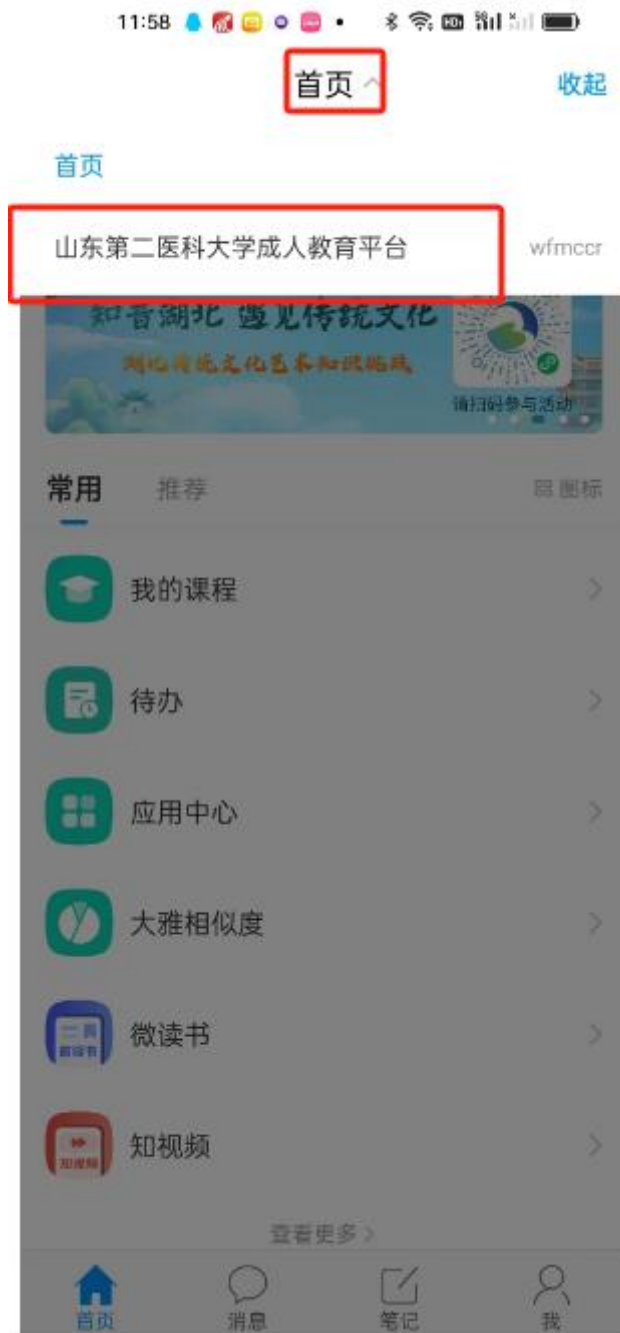 11:58
首页
收起
首页
山东第二医科大学成人教育平台 wfmccr
知音湖北 遇见传统文化
湖北传统文化艺术知识挑战
请扫码参与活动
常用 推荐 图标
我的课程
待办
应用中心
大雅相似度
微读书
知视频
知视频
查看更多
首页 消息 笔记 我